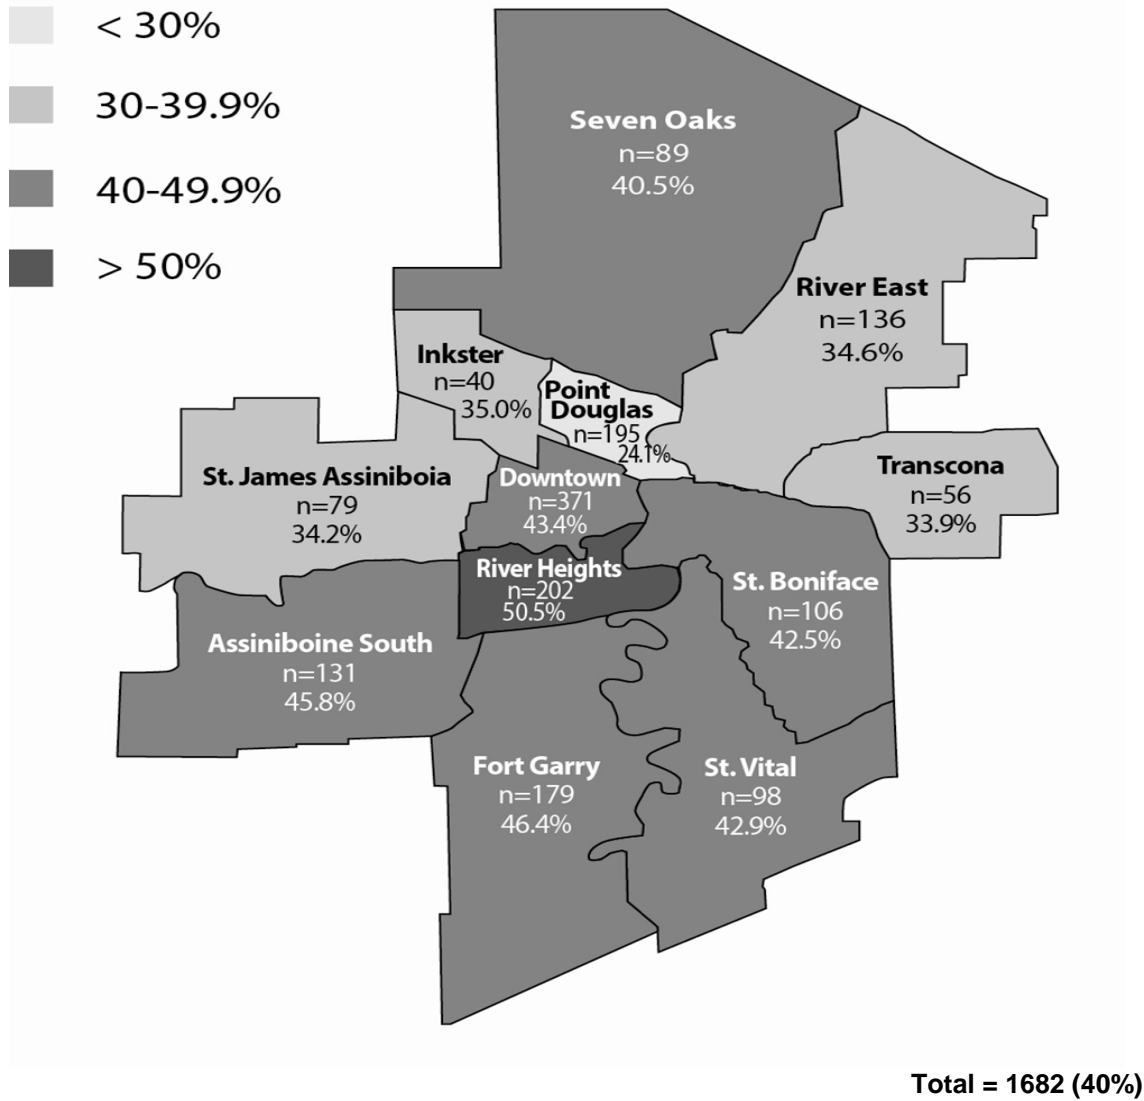 < 30%
30-39.9%
40-49.9%
> 50%
Seven Oaks
n=89
40.5%
River East
n=136
34.6%
Inkster
n=40
35.0%
Point
Douglas
n=195
24.1%
St. James Assiniboia
n=79
34.2%
Downtown
n=371
43.4%
Transcona
n=56
33.9%
River Heights
n=202
50.5%
St. Boniface
n=106
42.5%
Assiniboine South
n=131
45.8%
Fort Garry
n=179
46.4%
St. Vital
n=98
42.9%
Total = 1682 (40%)